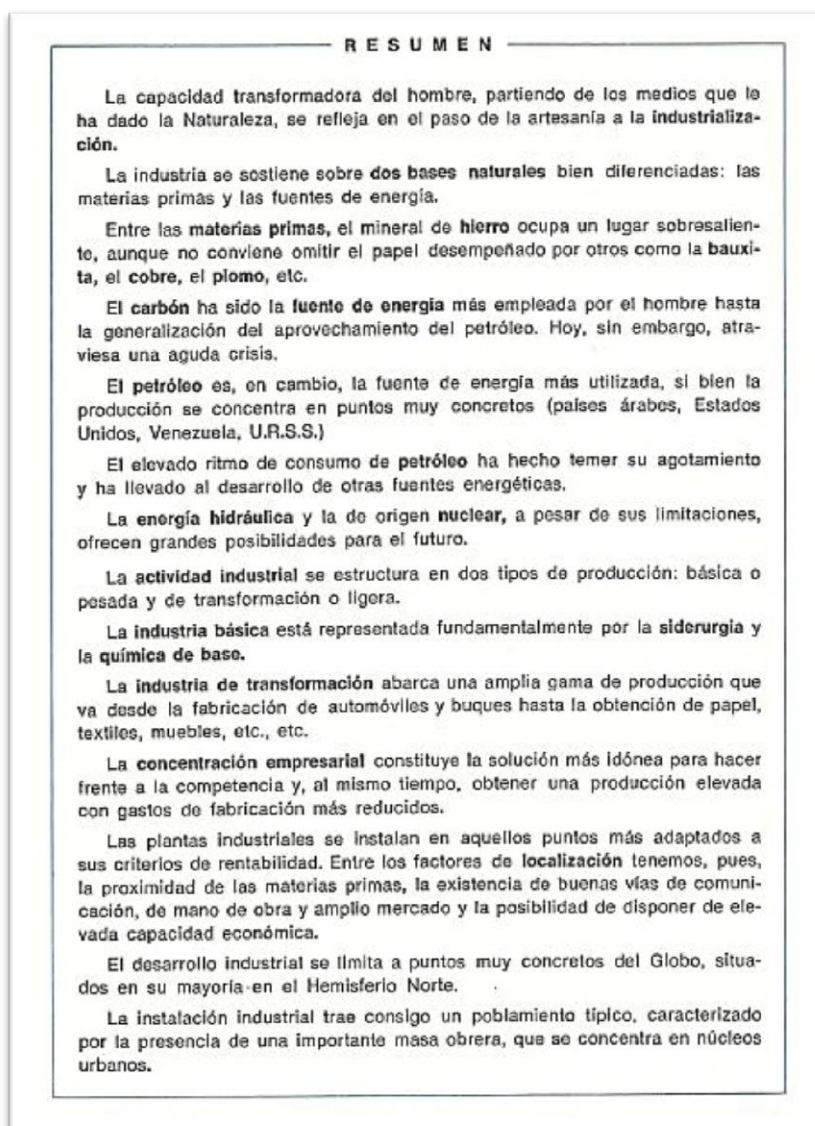 RESUMEN
La capacidad transformadora del hombre, partiendo de los medios que le
ha dado la Naturaleza, se refleja en el paso de la artesanía a la industrializa-
ción.
La industria se sostiene sobre dos bases naturales bien diferenciadas: las
materias primas y las fuentes de energía.
Entre las materias primas, el mineral de hierro ocupa un lugar sobresalien-
te, aunque no conviene omitir el papel desempeñado por otros como la bauxi-
ta, el cobre, el plomo, etc.
El carbón ha sido la fuente de energía más empleada por el hombre hasta
la generalización del aprovechamiento del petróleo. Hoy, sin embargo, atra-
viesa una aguda crisis.
El petróleo es, en cambio, la fuente de energía más utilizada, si bien la
producción se concentra en puntos muy concretos (países árabes, Estados
Unidos, Venezuela, U.R.S.S.)
El elevado ritmo de consumo de petróleo ha hecho temer su agotamiento
y ha llevado al desarrollo de otras fuentes energéticas.
La energía hidráulica y la de origen nuclear, a pesar de sus limitaciones,
ofrecen grandes posibilidades para el futuro.
La actividad industrial se estructura en dos tipos de producción: básica o
pesada y de transformación o ligera.
La industria básica está representada fundamentalmente por la siderurgia y
la química de base.
La industria de transformación abarca una amplia gama de producción que
va desde la fabricación de automóviles y buques hasta la obtención de papel,
textiles, muebles, etc., etc.
La concentración empresarial constituye la solución más idónea para hacer
frente a la competencia y, al mismo tiempo, obtener una producción elevada
con gastos de fabricación más reducidos.
Las plantas industriales se instalan en aquellos puntos más adaptados a
sus criterios de rentabilidad. Entre los factores de localización tenemos, pues,
la proximidad de las materias primas, la existencia de buenas vías de comuni-
cación, de mano de obra y amplio mercado y la posibilidad de disponer de ele-
vada capacidad económica.
El desarrollo industrial se limita a puntos muy concretos del Globo, situa-
dos en su mayoría en el Hemisferio Norte.
La instalación industrial trae consigo un poblamiento típico, caracterizado
por la presencia de una importante masa obrera, que se concentra en núcleos
urbanos.